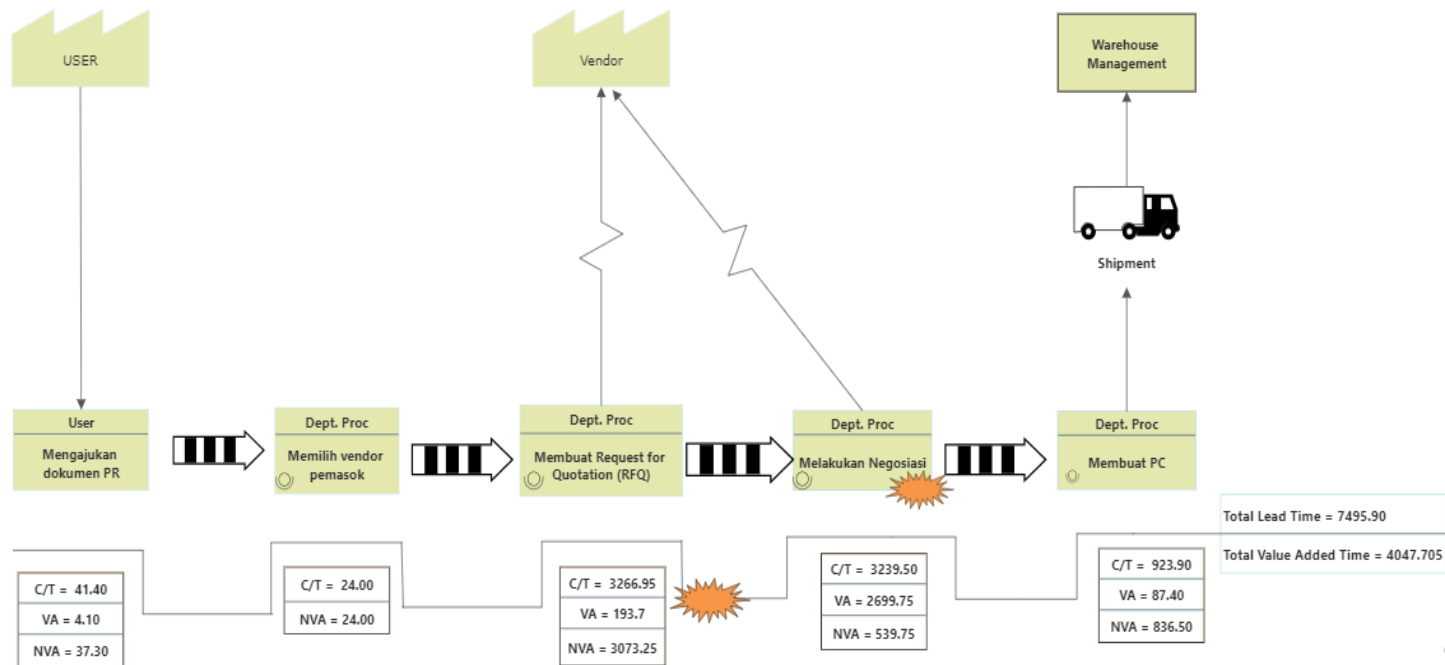 USER
Vendor
Warehouse
Management
Shipment
User
Mengajukan
dokumen PR
Dept. Proc
Memilih vendor
pemasok
Dept. Proc
Membuat Request for
Quotation (RFQ)
Dept. Proc
Melakukan Negosiasi
Dept. Proc
Membuat PC
Total Lead Time = 7495.90
Total Value Added Time = 4047.705
C/T = 41.40
VA = 4.10
NVA = 37.30
C/T = 24.00
NVA = 24.00
C/T = 3266.95
VA = 193.7
NVA = 3073.25
C/T = 3239.50
VA = 2699.75
NVA = 539.75
C/T = 923.90
VA = 87.40
NVA = 836.50